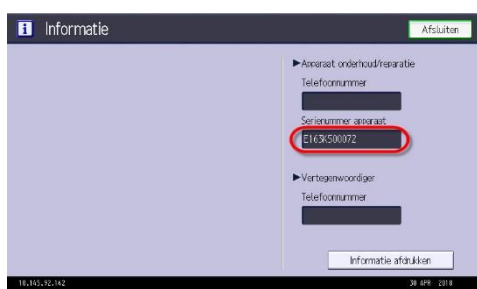 i Informatie
Afsluiten
►Apparaat onderhoud/reparatie
Telefoonnummer
Serienummer apparaat
E163K500072
►Vertegenwoordiger
Telefoonnummer
Informatie afdrukken
10.145.92.142
30 APR 2018